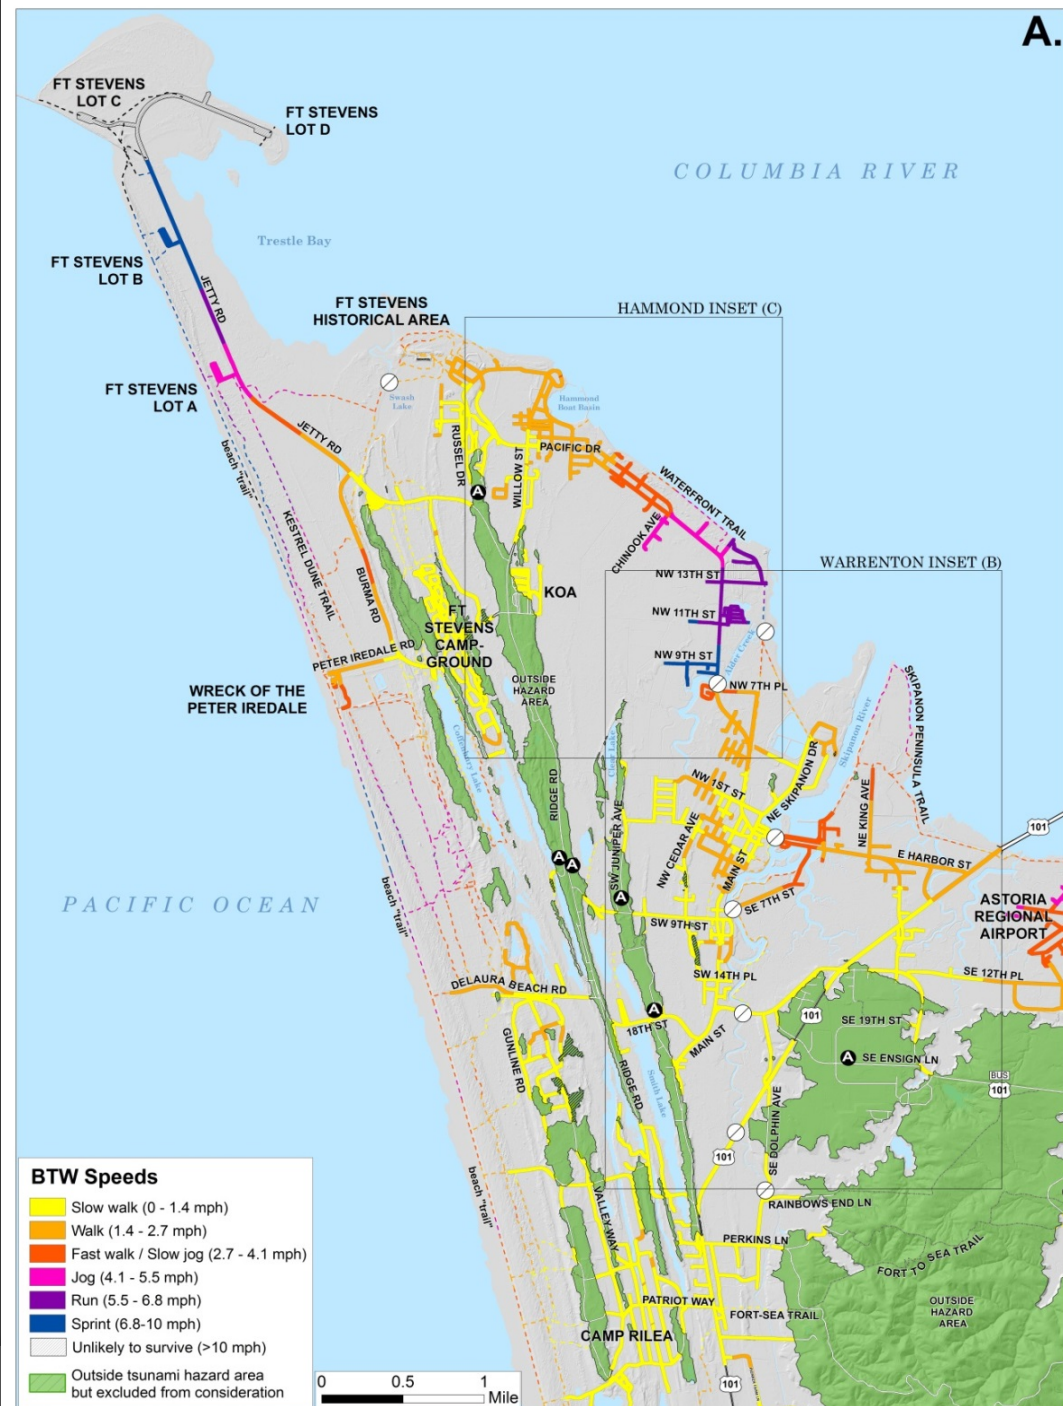 A.
FT STEVENS
LOT C
FT STEVENS
LOT D
COLUMBIA RIVER
Trestle Bay
FT STEVENS
LOT B
JETTY RD
FT STEVENS
HISTORICAL AREA
HAMMOND INSET (C)
FT STEVENS
LOT A
Swash
Lake
Hammond
Boat Basin
JETTY RD
RUSSEL DR
WILLOW ST
PACIFIC DR
beach "trail"
A
WATERFRONT TRAIL
KESTREL DUNE TRAIL
CHINOOK AVE
WARRENTON INSET (B)
BURMA RD
NW 13TH ST
KOA
FT
STEVENS
CAMP-
GROUND
NW 11TH ST
PETER IREDALE RD
NW 9TH ST
Alder Creek
WRECK OF THE
PETER IREDALE
OUTSIDE
HAZARD
AREA
NW 7TH PL
SKIPANON PENINSULA TRAIL
Skipanon River
Coffenbury Lake
Clear Lake
RIDGE RD
NW 1ST ST
NE SKIPANON DR
SW JUNIPER AVE
NW CEDAR AVE
MAIN ST
NE KING AVE
101
E HARBOR ST
A
A
A
PACIFIC OCEAN
beach "trail"
SE 7TH ST
SW 9TH ST
ASTORIA
REGIONAL
AIRPORT
SW 14TH PL
SE 12TH PL
DELAURA BEACH RD
A
18TH ST
101
SE 19TH ST
GUNLINE RD
MAIN ST
A
SE ENSIGN LN
RIDGE RD
Smith Lake
BUS
101
SE DOLPHIN AVE
101
beach "trail"
VALLEY WAY
RAINBOWS END LN
PERKINS LN
FORT TO SEA TRAIL
PATRIOT WAY
FORT-SEA TRAIL
OUTSIDE
HAZARD
AREA
CAMP RILEA
101
BTW Speeds
Slow walk (0 - 1.4 mph)
Walk (1.4 - 2.7 mph)
Fast walk / Slow jog (2.7 - 4.1 mph)
Jog (4.1 - 5.5 mph)
Run (5.5 - 6.8 mph)
Sprint (6.8-10 mph)
Unlikely to survive (>10 mph)
Outside tsunami hazard area
but excluded from consideration
0 0.5 1
Mile